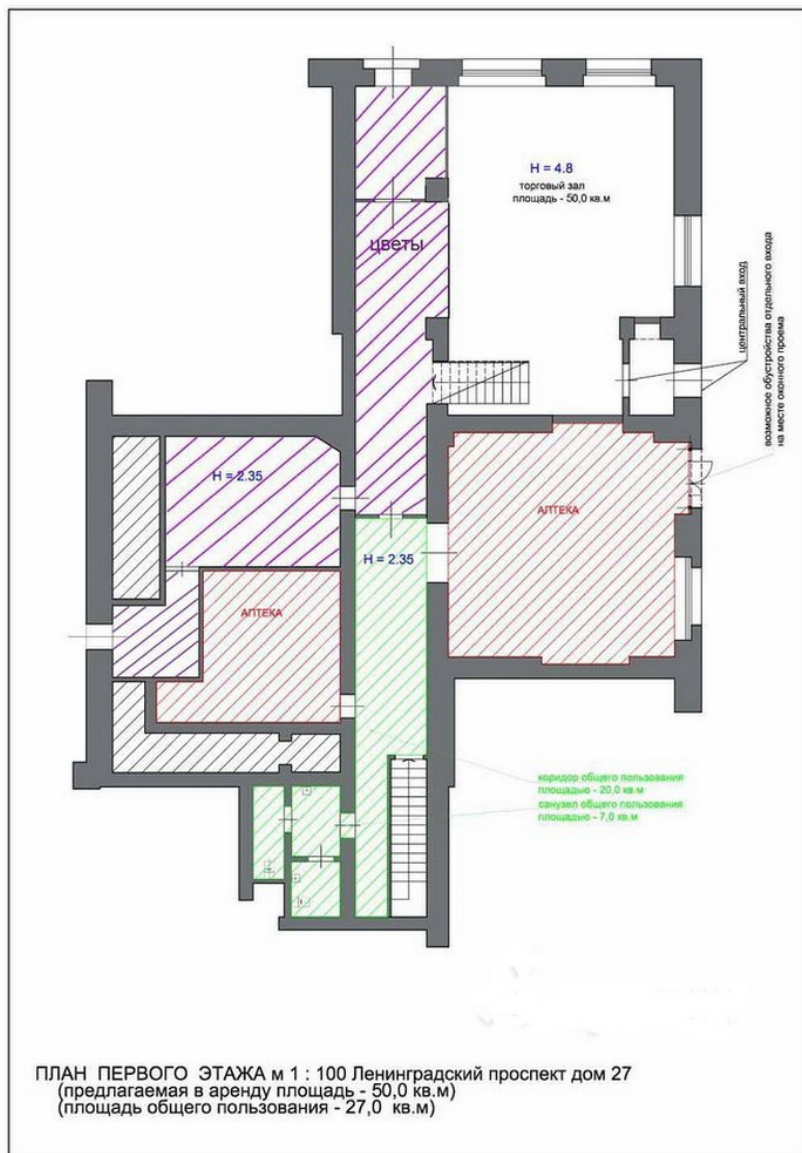 H = 4.8
торговый зал
площадь - 50,0 кв.м
цветы
центральный вход
возможное обустройства отдельного входа
на месте оконного проема
H = 2.35
АПТЕКА
H = 2.35
АПТЕКА
коридор общего пользования
площадью - 20,0 кв.м
санузел общего пользования
площадью - 7,0 кв.м
ПЛАН ПЕРВОГО ЭТАЖА м 1 : 100 Ленинградский проспект дом 27
(предлагаемая в аренду площадь - 50,0 кв.м)
(площадь общего пользования - 27,0 кв.м)